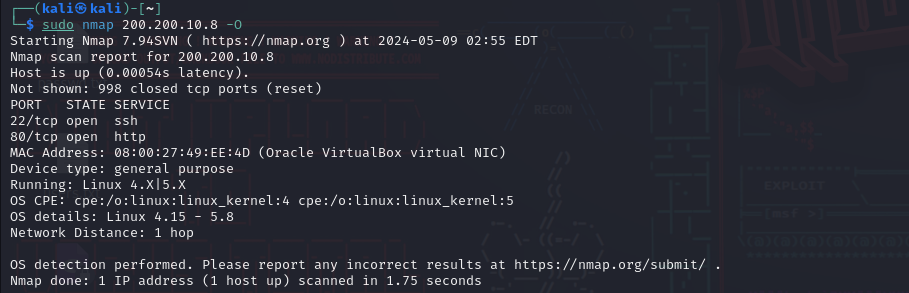 ┌──(kali㉿kali)-[~]
└─$ sudo nmap 200.200.10.8 -O
Starting Nmap 7.94SVN ( https://nmap.org ) at 2024-05-09 02:55 EDT
Nmap scan report for 200.200.10.8
Host is up (0.00054s latency).
Not shown: 998 closed tcp ports (reset)
PORT   STATE SERVICE
22/tcp open  ssh
80/tcp open  http
MAC Address: 08:00:27:49:EE:4D (Oracle VirtualBox virtual NIC)
Device type: general purpose
Running: Linux 4.X|5.X
OS CPE: cpe:/o:linux:linux_kernel:4 cpe:/o:linux:linux_kernel:5
OS details: Linux 4.15 - 5.8
Network Distance: 1 hop
OS detection performed. Please report any incorrect results at https://nmap.org/submit/ .
Nmap done: 1 IP address (1 host up) scanned in 1.75 seconds
RECON
EXPLOIT
[msf >]